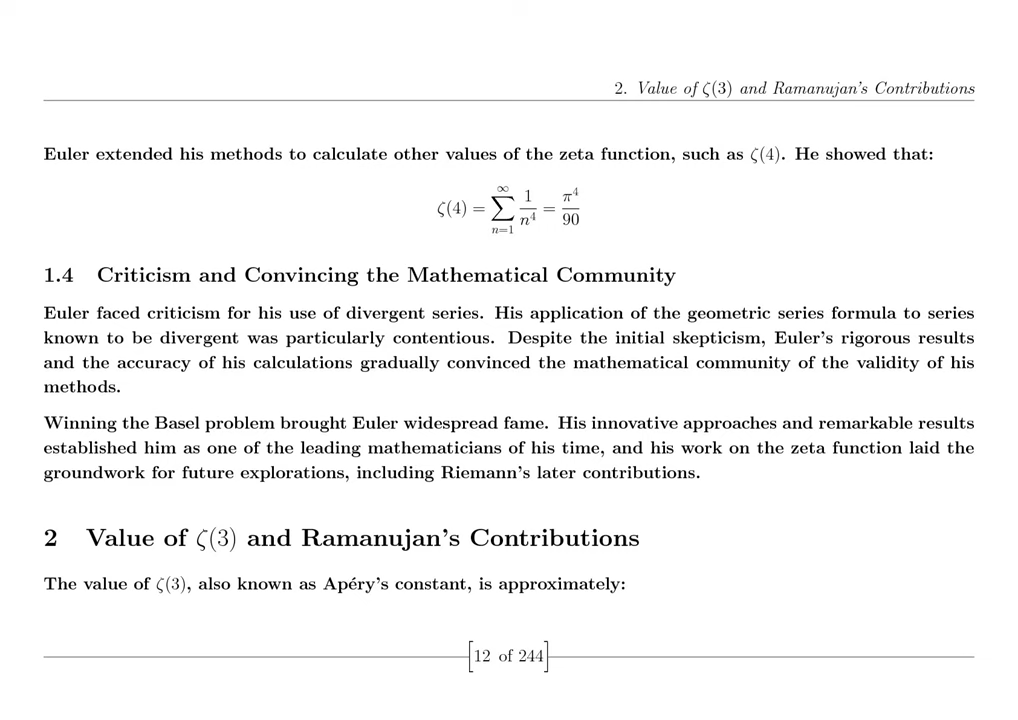 2. Value of ζ(3) and Ramanujan's Contributions
Euler extended his methods to calculate other values of the zeta function, such as ζ(4). He showed that:
ζ(4) = ∑_{n=1}^{∞} 1/n^4 = π^4/90
1.4 Criticism and Convincing the Mathematical Community
Euler faced criticism for his use of divergent series. His application of the geometric series formula to series
known to be divergent was particularly contentious. Despite the initial skepticism, Euler's rigorous results
and the accuracy of his calculations gradually convinced the mathematical community of the validity of his
methods.
Winning the Basel problem brought Euler widespread fame. His innovative approaches and remarkable results
established him as one of the leading mathematicians of his time, and his work on the zeta function laid the
groundwork for future explorations, including Riemann's later contributions.
2 Value of ζ(3) and Ramanujan's Contributions
The value of ζ(3), also known as Apéry's constant, is approximately:
[12 of 244]